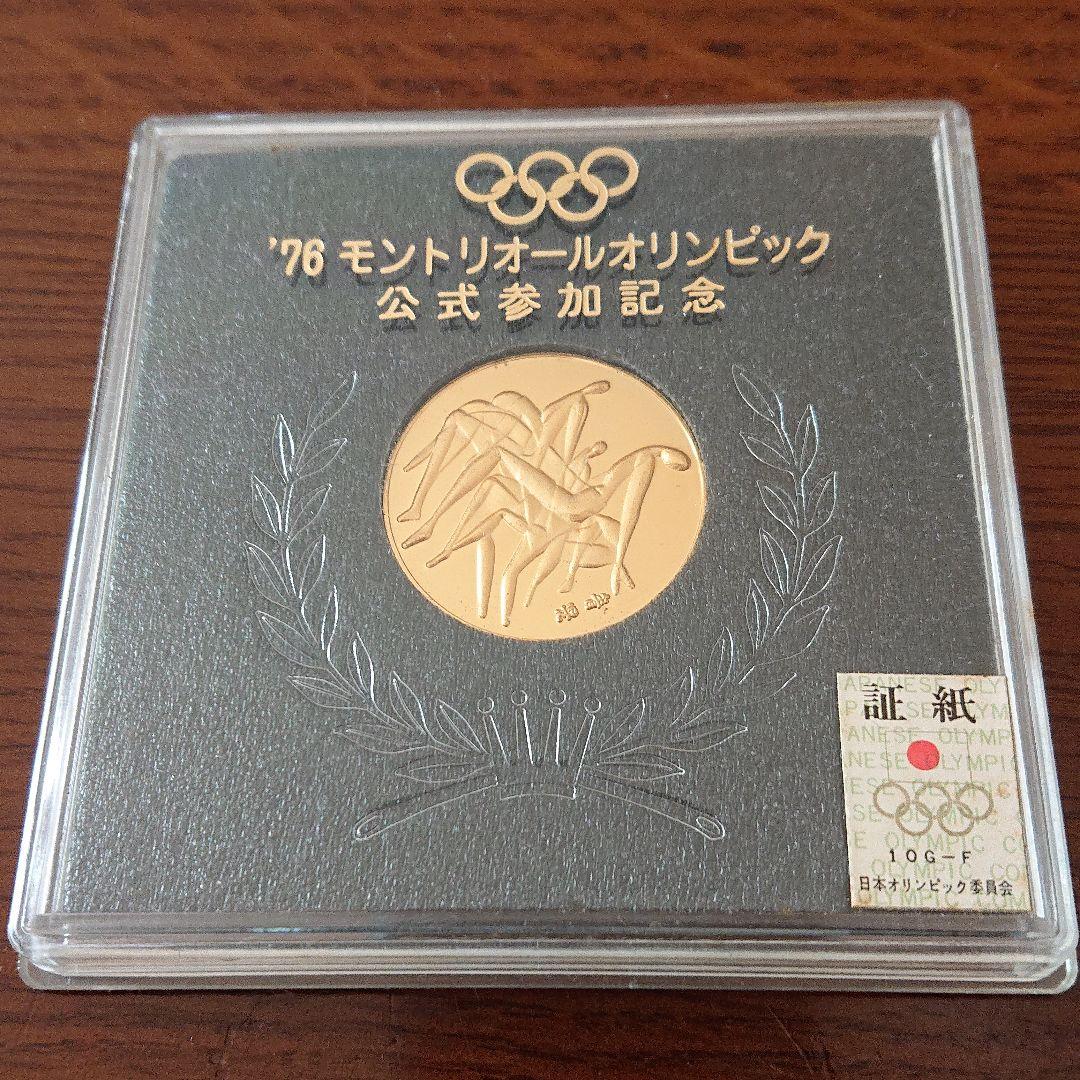 '76 モントリオールオリンピック
公式参加記念
証紙
10G-F
日本オリンピック委員会